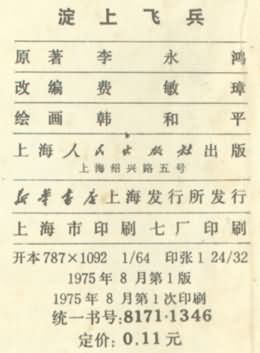 淀上飞兵
原著 李永鸿
改编 费敏璋
绘画 韩和平
上海人民出版社出版
上海绍兴路五号
新华书店上海发行所发行
上海市印刷七厂印刷
开本787×1092 1/64 印张1 24/32
1975年8月第1版
1975年8月第1次印刷
统一书号:8171·1346
定价: 0.11元